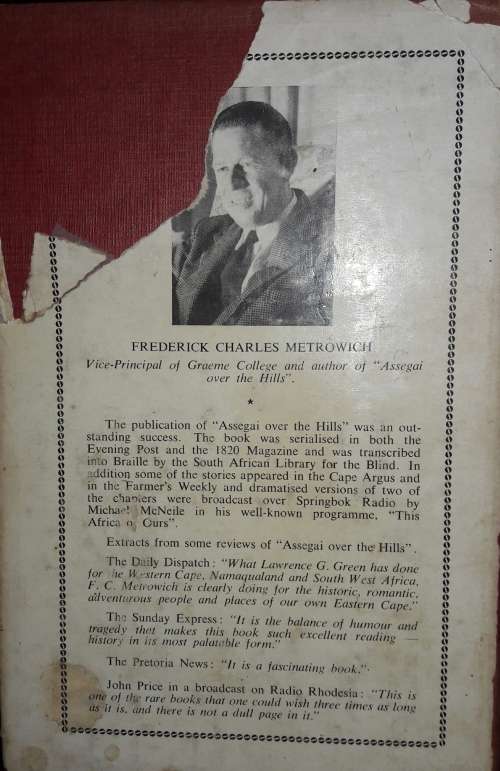 FREDERICK CHARLES METROWICH
Vice-Principal of Graeme College and author of "Assegai
over the Hills".
*
The publication of "Assegai over the Hills" was an out-
standing success. The book was serialised in both the
Evening Post and the 1820 Magazine and was transcribed
into Braille by the South African Library for the Blind. In
addition some of the stories appeared in the Cape Argus and
in the Farmer's Weekly and dramatised versions of two of
the chapters were broadcast over Springbok Radio by
Michael McNeile in his well-known programme, "This
Africa of Ours".
Extracts from some reviews of "Assegai over the Hills".
The Daily Dispatch: "What Lawrence G. Green has done
for the Western Cape, Namaqualand and South West Africa,
F. C. Metrowich is clearly doing for the historic, romantic,
adventurous people and places of our own Eastern Cape."
The Sunday Express: "It is the balance of humour and
tragedy that makes this book such excellent reading —
history in its most palatable form."
The Pretoria News: "It is a fascinating book."
John Price in a broadcast on Radio Rhodesia: "This is
one of the rare books that one could wish three times as long
as it is, and there is not a dull page in it."